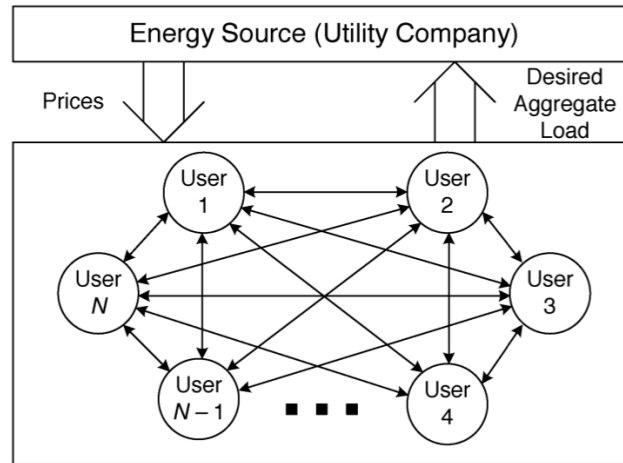 Energy Source (Utility Company)
Prices
Desired
Aggregate
Load
User
1
User
2
User
N
User
3
User
N – 1
User
4